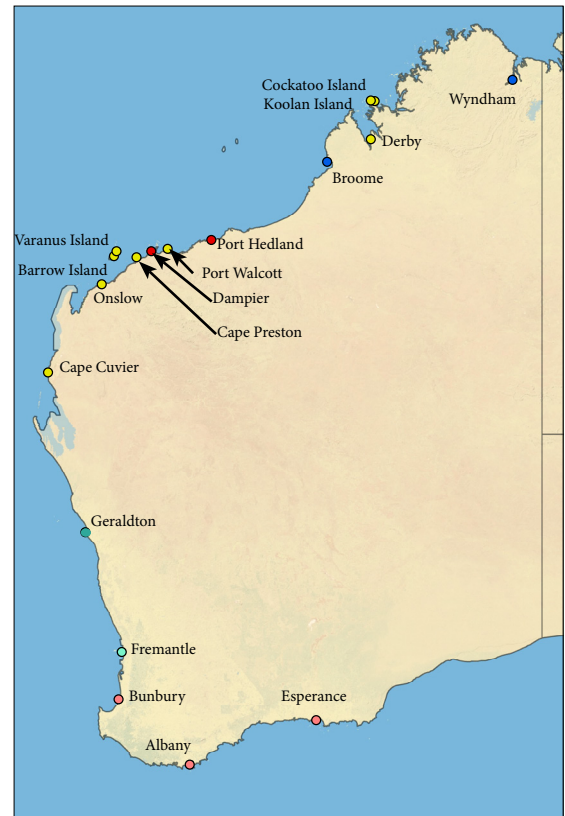 Cockatoo Island
Koolan Island
Wyndham
Derby
Broome
Varanus Island
Port Hedland
Barrow Island
Port Walcott
Onslow
Dampier
Cape Preston
Cape Cuvier
Geraldton
Fremantle
Bunbury
Esperance
Albany